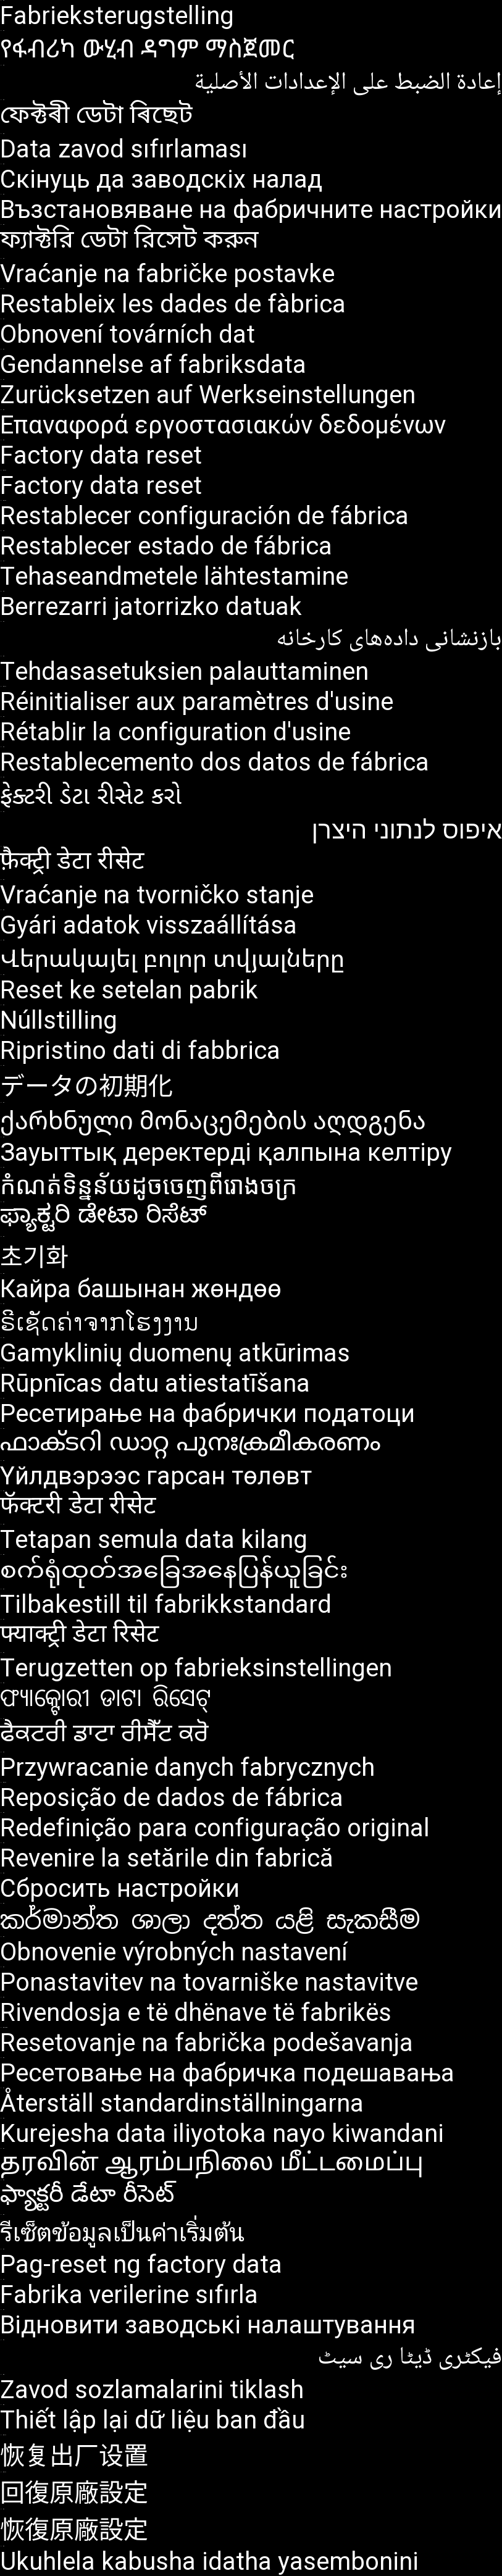 Fabrieksterugstelling
የፋብሪካ ውሂብ ዳግም ማስጀመር
إعادة الضبط على الإعدادات الأصلية
ফেক্টৰী ডেটা ৰিছেট
Data zavod sıfırlaması
Скінуць да заводскіх налад
Възстановяване на фабричните настройки
ফ্যাক্টরি ডেটা রিসেট করুন
Vraćanje na fabričke postavke
Restableix les dades de fàbrica
Obnovení továrních dat
Gendannelse af fabriksdata
Zurücksetzen auf Werkseinstellungen
Επαναφορά εργοστασιακών δεδομένων
Factory data reset
Factory data reset
Restablecer configuración de fábrica
Restablecer estado de fábrica
Tehaseandmetele lähtestamine
Berrezarri jatorrizko datuak
بازنشانی داده‌های کارخانه
Tehdasasetuksien palauttaminen
Réinitialiser aux paramètres d'usine
Rétablir la configuration d'usine
Restablecemento dos datos de fábrica
ફેક્ટરી ડેટા રીસેટ કરો
איפוס לנתוני היצרן
फ़ैक्ट्री डेटा रीसेट
Vraćanje na tvorničko stanje
Gyári adatok visszaállítása
Վերակայել բոլոր տվյալները
Reset ke setelan pabrik
Núllstilling
Ripristino dati di fabbrica
データの初期化
ქარხნული მონაცემების აღდგენა
Зауыттық деректерді қалпына келтіру
កំណត់​ទិន្នន័យ​ដូច​ចេញ​ពី​រោងចក្រ
ಫ್ಯಾಕ್ಟರಿ ಡೇಟಾ ರಿಸೆಟ್
초기화
Кайра башынан жөндөө
ຣີເຊັດຄ່າຈາກໂຮງງານ
Gamyklinių duomenų atkūrimas
Rūpnīcas datu atiestatīšana
Ресетирање на фабрички податоци
ഫാക്‌ടറി ഡാറ്റ പുനഃക്രമീകരണം
Үйлдвэрээс гарсан төлөвт
फॅक्टरी डेटा रीसेट
Tetapan semula data kilang
စက်ရုံထုတ်အခြေအနေပြန်ယူခြင်း
Tilbakestill til fabrikkstandard
फ्याक्ट्री डेटा रिसेट
Terugzetten op fabrieksinstellingen
ଫ୍ୟାକ୍ଟୋରୀ ଡାଟା ରିସେଟ୍‌
ਫੈਕਟਰੀ ਡਾਟਾ ਰੀਸੈੱਟ ਕਰੋ
Przywracanie danych fabrycznych
Reposição de dados de fábrica
Redefinição para configuração original
Revenire la setările din fabrică
Сбросить настройки
කර්මාන්ත ශාලා දත්ත යළි සැකසීම
Obnovenie výrobných nastavení
Ponastavitev na tovarniške nastavitve
Rivendosja e të dhënave të fabrikës
Resetovanje na fabrička podešavanja
Ресетовање на фабричка подешавања
Återställ standardinställningarna
Kurejesha data iliyotoka nayo kiwandani
தரவின் ஆரம்பநிலை மீட்டமைப்பு
ఫ్యాక్టరీ డేటా రీసెట్
รีเซ็ตข้อมูลเป็นค่าเริ่มต้น
Pag-reset ng factory data
Fabrika verilerine sıfırla
Відновити заводські налаштування
فیکٹری ڈیٹا ری سیٹ
Zavod sozlamalarini tiklash
Thiết lập lại dữ liệu ban đầu
恢复出厂设置
回復原廠設定
恢復原廠設定
Ukuhlela kabusha idatha yasembonini